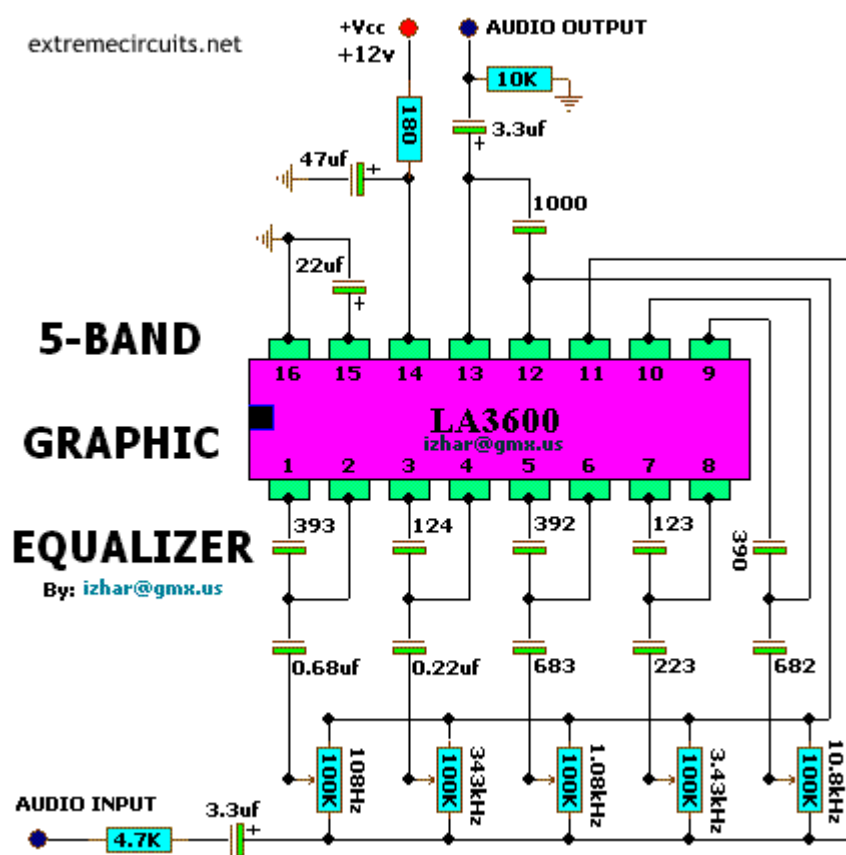 extremecircuits.net
+Vcc
+12v
AUDIO OUTPUT
10K
180
3.3uf
+
47uf
+
1000
22uf
+
5-BAND
GRAPHIC
EQUALIZER
By: izhar@gmx.us
16 15 14 13 12 11 10 9
LA3600
izhar@gmx.us
1 2 3 4 5 6 7 8
393
124
392
123
390
0.68uf
0.22uf
683
223
682
100K
108Hz
100K
343kHz
100K
1.08kHz
100K
3.43kHz
100K
10.8kHz
AUDIO INPUT
4.7K
3.3uf
+